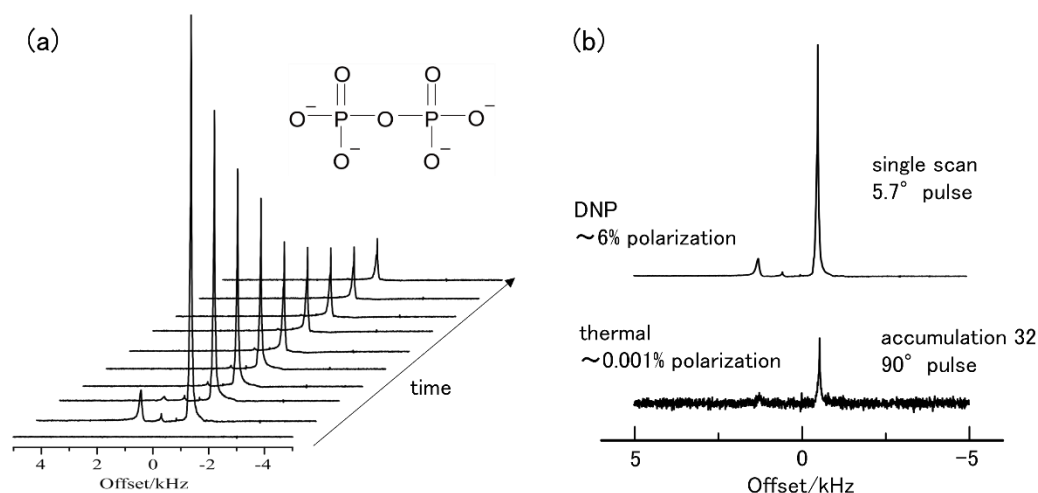 (a)
O
O
O⁻
P
O
P
O⁻
O⁻
O⁻
time
4
2
0
-2
-4
Offset/kHz
(b)
single scan
5.7° pulse
DNP
～6% polarization
thermal
～0.001% polarization
accumulation 32
90° pulse
5
0
-5
Offset/kHz